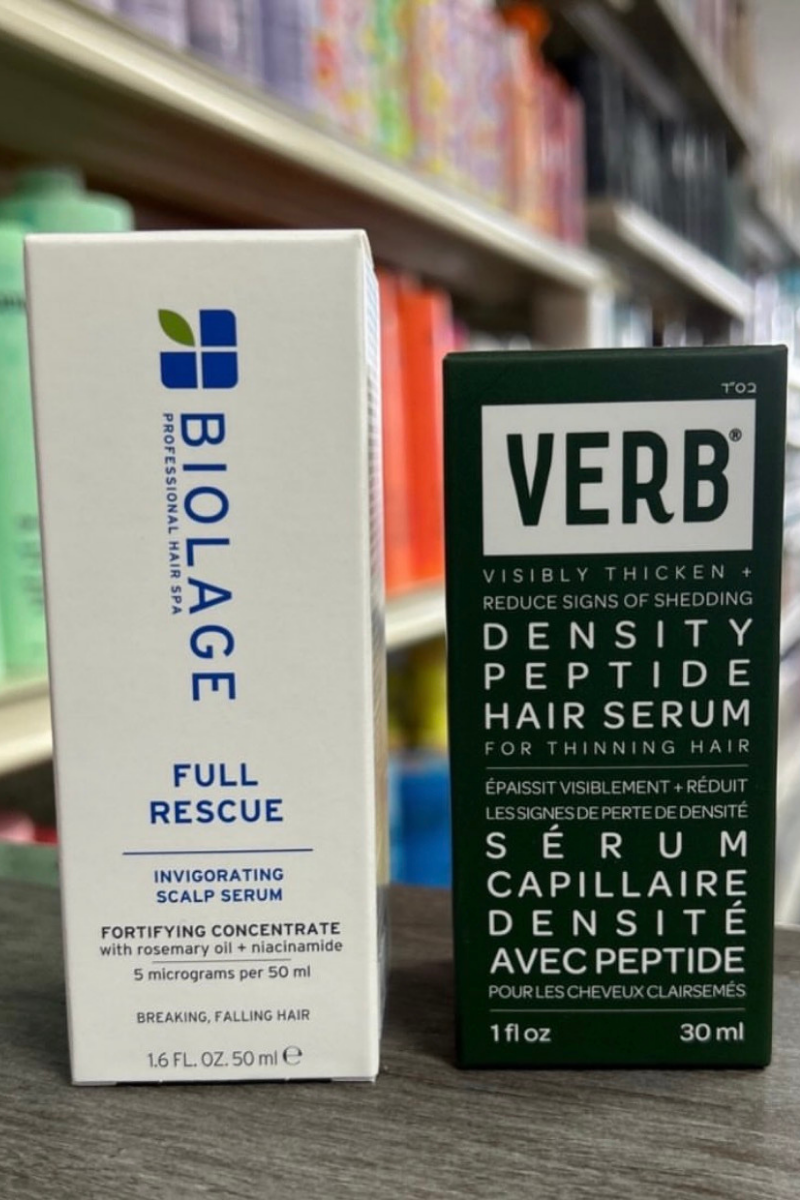 BIOLAGE
PROFESSIONAL HAIR SPA
FULL
RESCUE
INVIGORATING
SCALP SERUM
FORTIFYING CONCENTRATE
with rosemary oil + niacinamide
5 micrograms per 50 ml
BREAKING, FALLING HAIR
1.6 FL. OZ. 50 ml ℮
בס"ד
VERB®
VISIBLY THICKEN +
REDUCE SIGNS OF SHEDDING
DENSITY
PEPTIDE
HAIR SERUM
FOR THINNING HAIR
ÉPAISSIT VISIBLEMENT + RÉDUIT
LES SIGNES DE PERTE DE DENSITÉ
SÉRUM
CAPILLAIRE
DENSITÉ
AVEC PEPTIDE
POUR LES CHEVEUX CLAIRSEMÉS
1 fl oz 30 ml